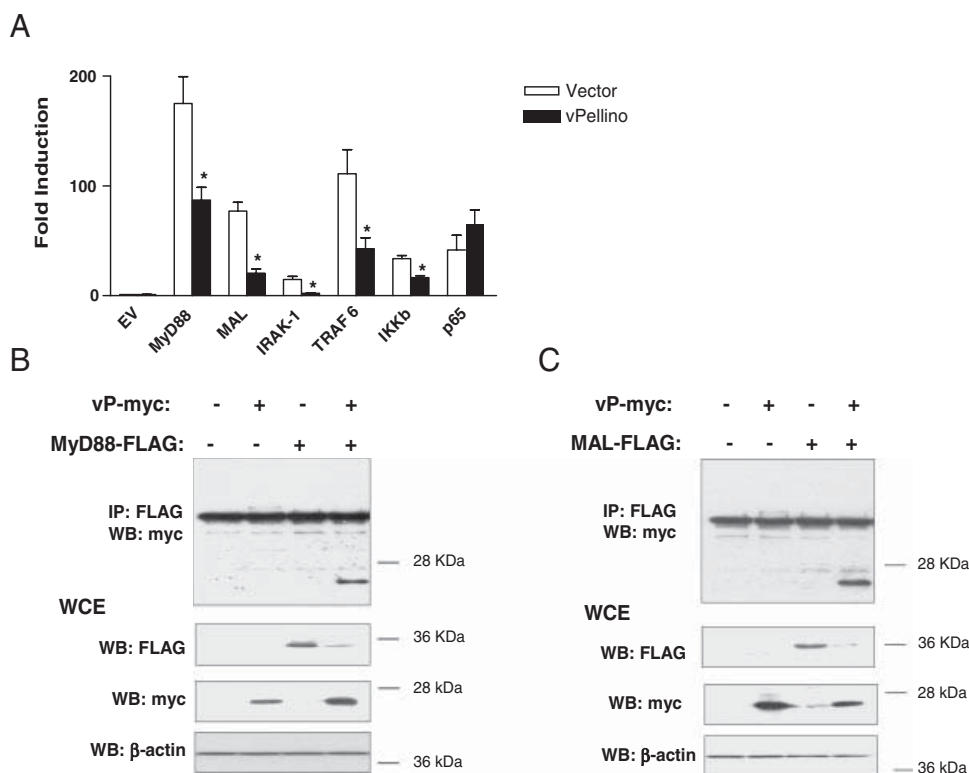 A
Fold Induction
200
100
0
* * * * *
EV MyD88 MAL IRAK-1 TRAF 6 IKKb p65
Vector
vPellino
B
vP-myc: - + - +
MyD88-FLAG: - - + +
IP: FLAG
WB: myc
28 KDa
WCE
WB: FLAG
36 KDa
WB: myc
28 kDa
WB: β-actin
36 kDa
C
vP-myc: - + - +
MAL-FLAG: - - + +
IP: FLAG
WB: myc
28 KDa
WCE
WB: FLAG
36 KDa
WB: myc
28 kDa
WB: β-actin
36 kDa